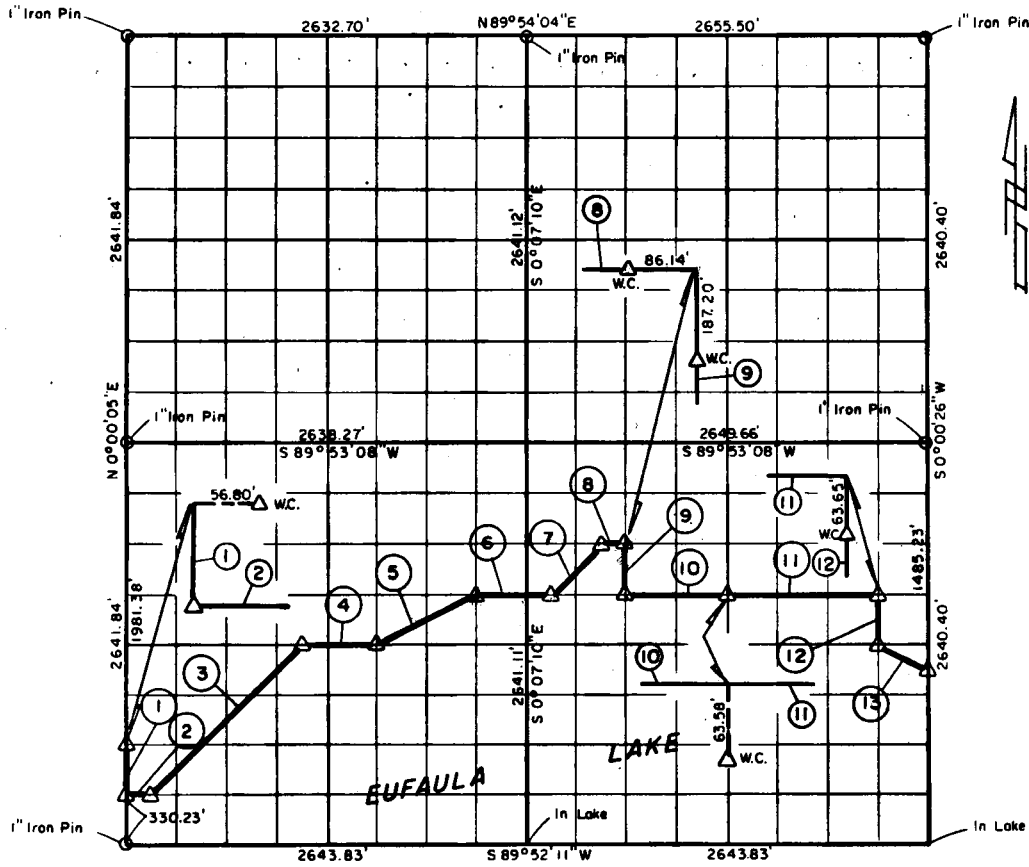 1" Iron Pin
2632.70'
N 89° 54' 04" E
2655.50'
1" Iron Pin
1" Iron Pin
2641.84'
2641.12'
S 0° 07' 10" E
2640.40'
8
86.14'
W.C.
187.20'
W.C.
9
N 0° 00' 05" E
1" Iron Pin
2638.27'
S 89° 53' 08" W
2649.66'
S 89° 53' 08" W
1" Iron Pin
S 0° 00' 26" W
56.80'
W.C.
1
2
8
9
7
6
5
4
3
10
11
11
63.65'
W.C.
12
1485.23'
2641.84'
1981.38'
2641.11'
S 0° 07' 10" E
2640.40'
12
13
1
2
10
11
63.58'
W.C.
EUFAULA LAKE
330.23'
1" Iron Pin
2643.83'
S 89° 52' 11" W
In Lake
2643.83'
In Lake